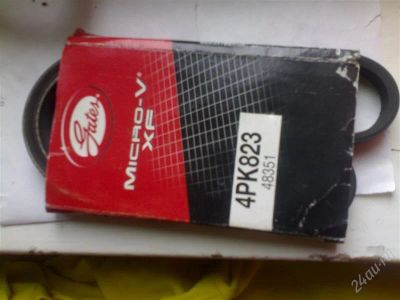 Gates
MICRO-V®
XF
4PK823
48351
24au.ru